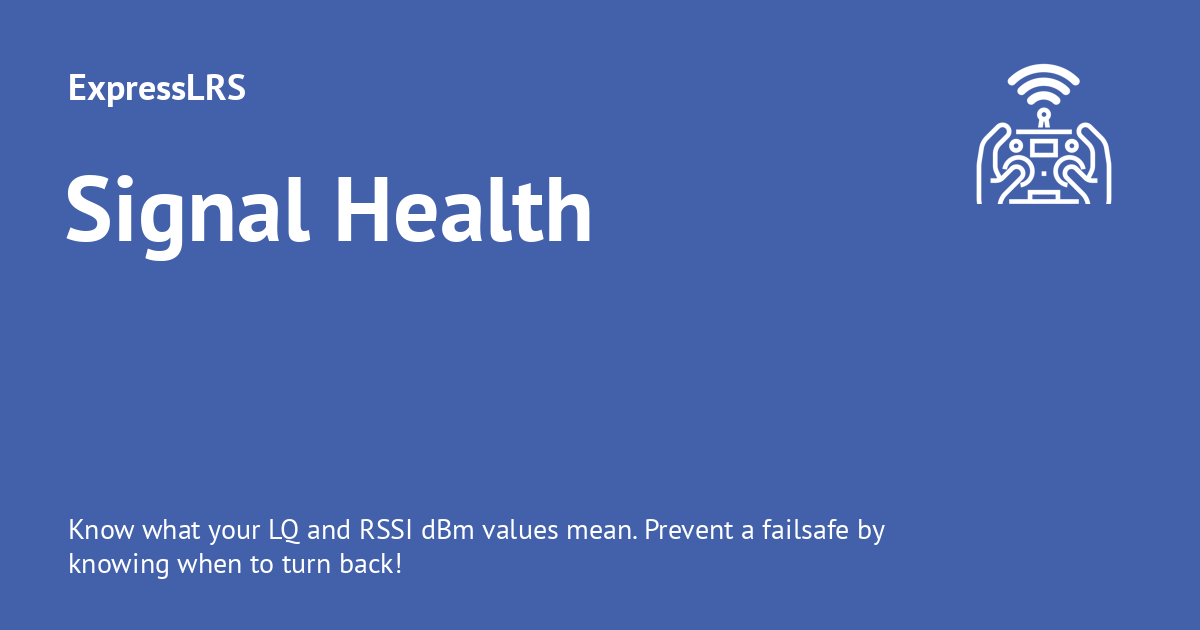 ExpressLRS
Signal Health
Know what your LQ and RSSI dBm values mean. Prevent a failsafe by
knowing when to turn back!